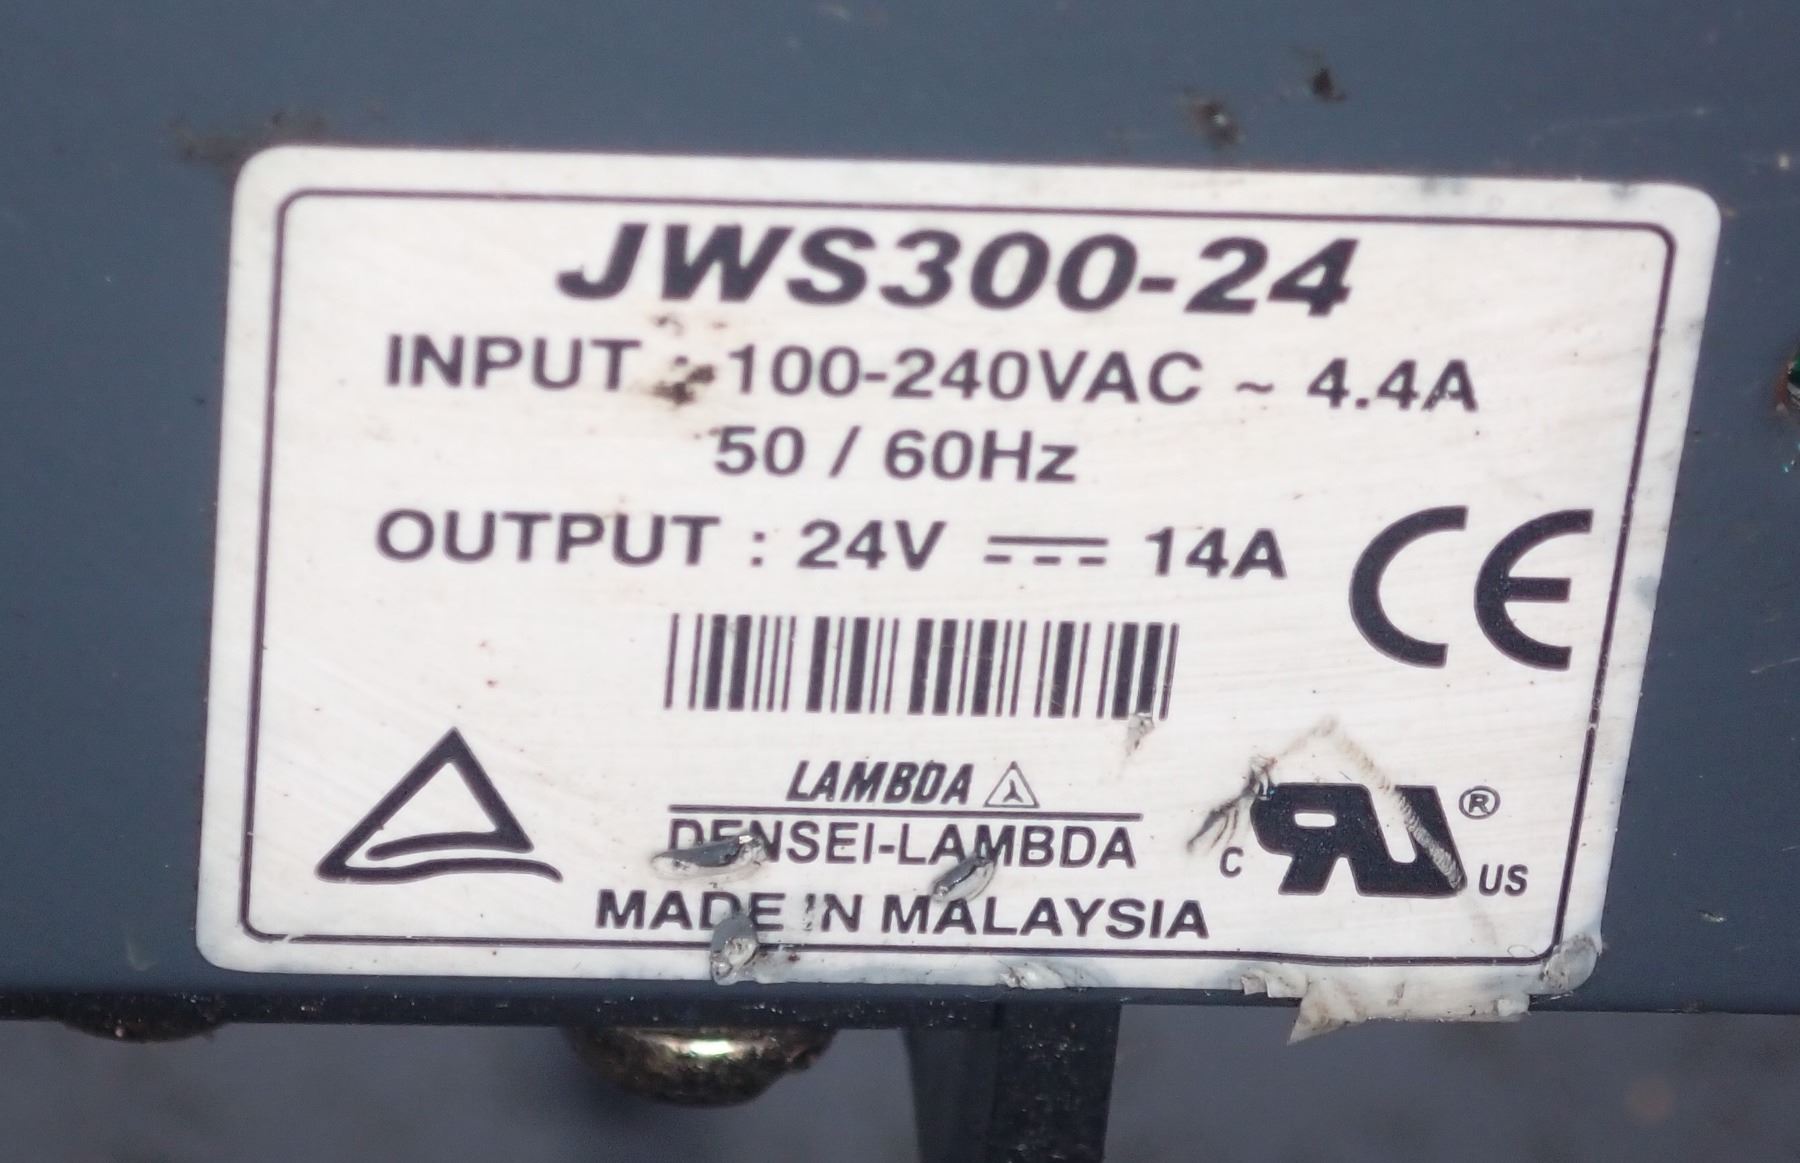 JWS300-24
INPUT : 100-240VAC ~ 4.4A
50 / 60Hz
OUTPUT : 24V ⎓ 14A
CE
LAMBDA
DENSEI-LAMBDA
C RU ® US
MADE IN MALAYSIA